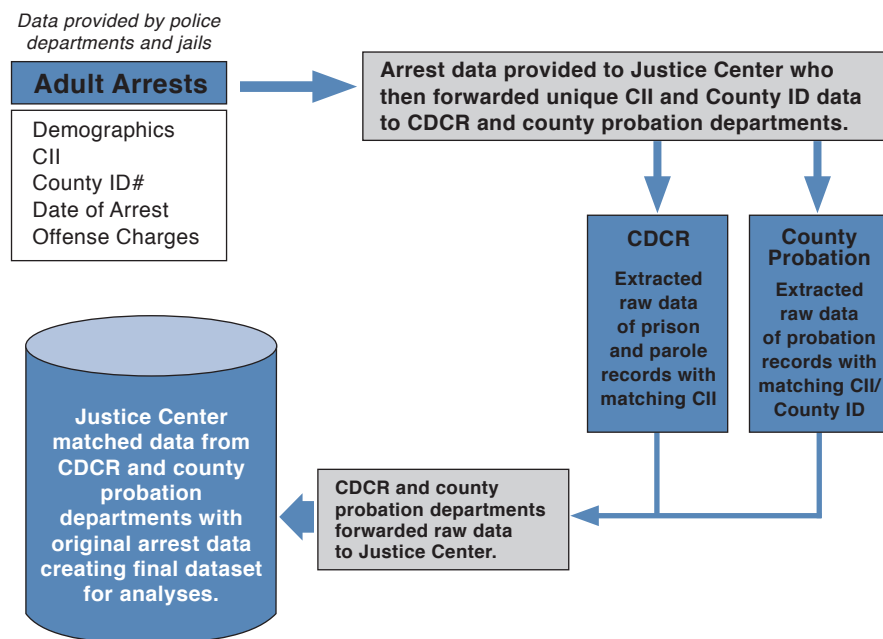 Data provided by police
departments and jails
Adult Arrests
Demographics
CII
County ID#
Date of Arrest
Offense Charges
Arrest data provided to Justice Center who
then forwarded unique CII and County ID data
to CDCR and county probation departments.
CDCR
Extracted
raw data
of prison
and parole
records with
matching CII
County
Probation
Extracted
raw data
of probation
records with
matching CII/
County ID
CDCR and county
probation departments
forwarded raw data
to Justice Center.
Justice Center
matched data from
CDCR and county
probation
departments with
original arrest data
creating final dataset
for analyses.